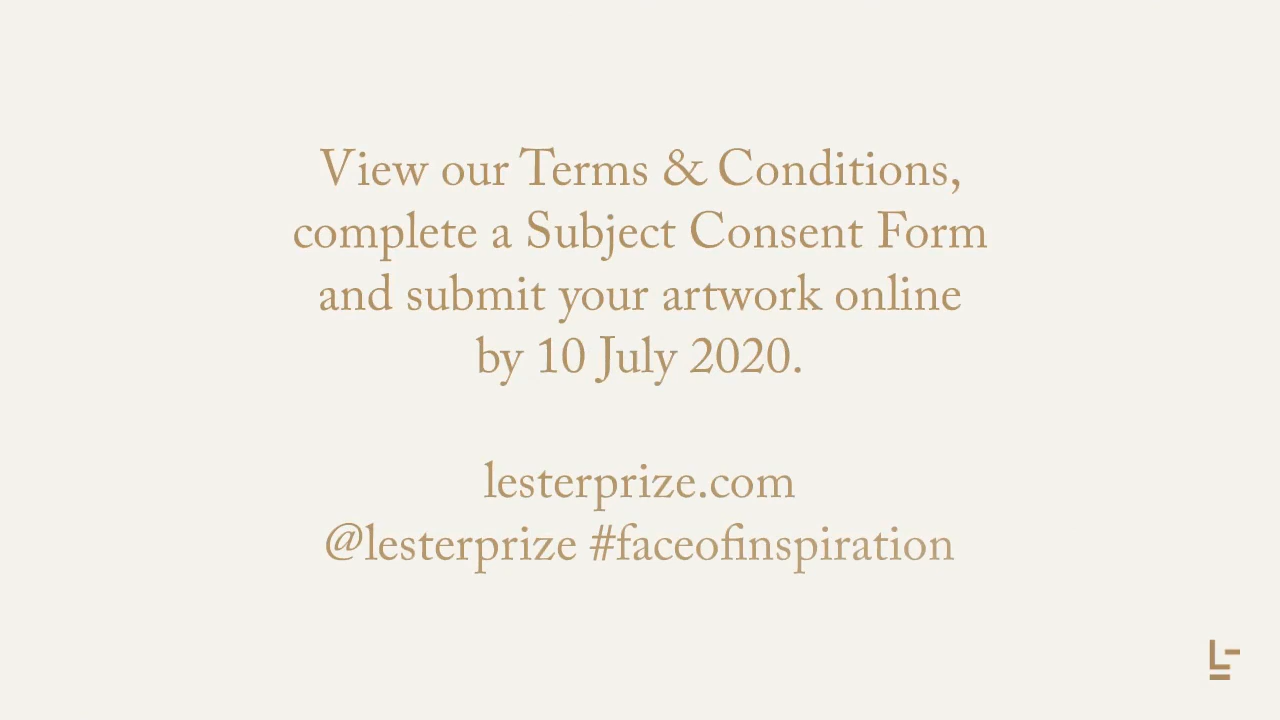 View our Terms & Conditions,
complete a Subject Consent Form
and submit your artwork online
by 10 July 2020.
lesterprize.com
@lesterprize #faceofinspiration